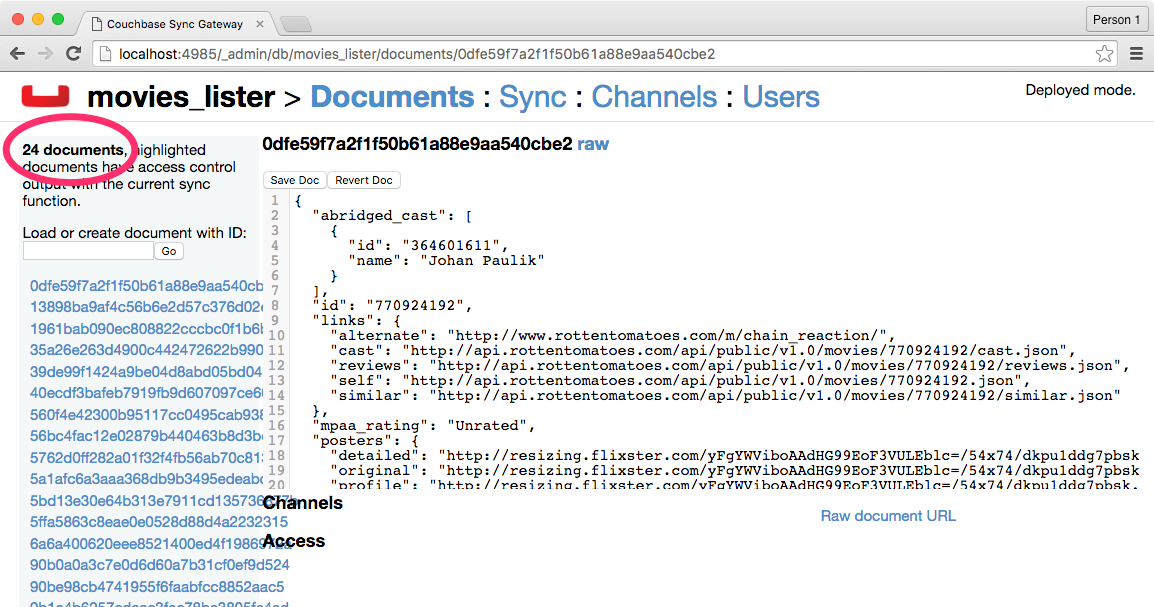 Couchbase Sync Gateway
Person 1
localhost:4985/_admin/db/movies_lister/documents/0dfe59f7a2f1f50b61a88e9aa540cbe2
movies_lister > Documents : Sync : Channels : Users
Deployed mode.
24 documents, highlighted
documents have access control
output with the current sync
function.
Load or create document with ID:
Go
0dfe59f7a2f1f50b61a88e9aa540cb
13898ba9af4c56b6e2d57c376d02
1961bab090ec808822cccbc0f1b6
35a26e263d4900c442472622b990
39de99f1424a9be04d8abd05bd04
40ecdf3bafeb7919fb9d607097ce6
560f4e42300b95117cc0495cab938
56bc4fac12e02879b440463b8d3b
5762d0ff282a01f32f4fb56ab70c81
5a1afc6a3aaa368db9b3495edeab
5bd13e30e64b313e7911cd135736
5ffa5863c8eae0e0528d88d4a2232315
6a6a400620eee8521400ed4f1986972a
90b0a0a3c7e0d6d60a7b31cf0ef9d524
90be98cb4741955f6faabfcc8852aac5
0dfe59f7a2f1f50b61a88e9aa540cbe2 raw
Save Doc Revert Doc
1 {
2 "abridged_cast": [
3 {
4 "id": "364601611",
5 "name": "Johan Paulik"
6 }
7 ],
8 "id": "770924192",
9 "links": {
10 "alternate": "http://www.rottentomatoes.com/m/chain_reaction/",
11 "cast": "http://api.rottentomatoes.com/api/public/v1.0/movies/770924192/cast.json",
12 "reviews": "http://api.rottentomatoes.com/api/public/v1.0/movies/770924192/reviews.json",
13 "self": "http://api.rottentomatoes.com/api/public/v1.0/movies/770924192.json",
14 "similar": "http://api.rottentomatoes.com/api/public/v1.0/movies/770924192/similar.json"
15 },
16 "mpaa_rating": "Unrated",
17 "posters": {
18 "detailed": "http://resizing.flixster.com/yFgYWViboAAdHG99EoF3VULEblc=/54x74/dkpu1ddg7pbsk
19 "original": "http://resizing.flixster.com/yFgYWViboAAdHG99EoF3VULEblc=/54x74/dkpu1ddg7pbsk
20 "profile": "http://resizing.flixster.com/yFgYWViboAAdHG99EoF3VULEblc=/54x74/dkpu1ddg7pbsk.
Channels
Raw document URL
Access